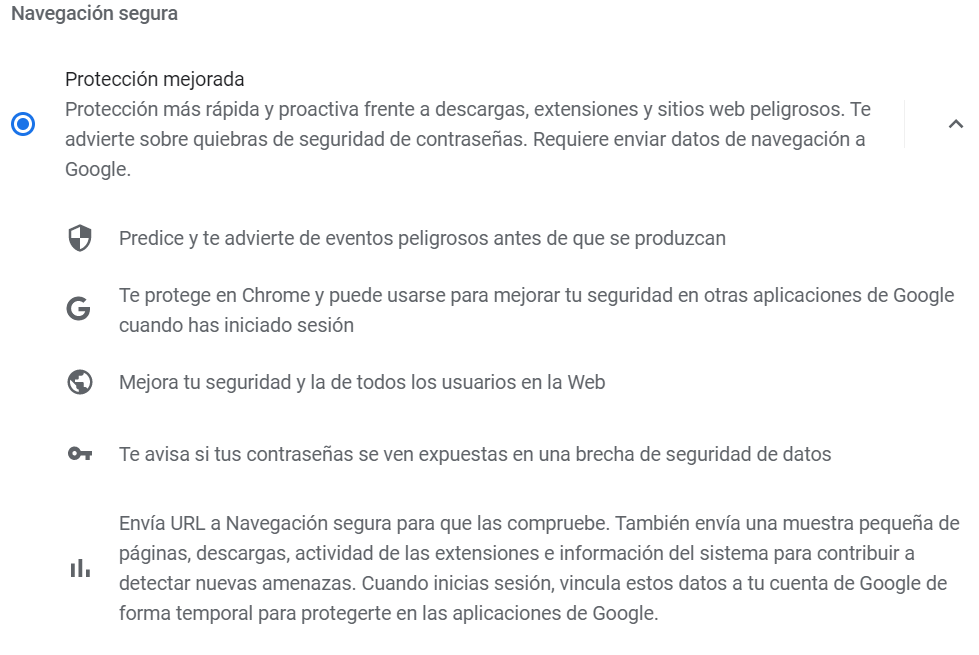 Navegación segura
Protección mejorada
Protección más rápida y proactiva frente a descargas, extensiones y sitios web peligrosos. Te
advierte sobre quiebras de seguridad de contraseñas. Requiere enviar datos de navegación a
Google.
Predice y te advierte de eventos peligrosos antes de que se produzcan
Te protege en Chrome y puede usarse para mejorar tu seguridad en otras aplicaciones de Google
cuando has iniciado sesión
Mejora tu seguridad y la de todos los usuarios en la Web
Te avisa si tus contraseñas se ven expuestas en una brecha de seguridad de datos
Envía URL a Navegación segura para que las compruebe. También envía una muestra pequeña de
páginas, descargas, actividad de las extensiones e información del sistema para contribuir a
detectar nuevas amenazas. Cuando inicias sesión, vincula estos datos a tu cuenta de Google de
forma temporal para protegerte en las aplicaciones de Google.